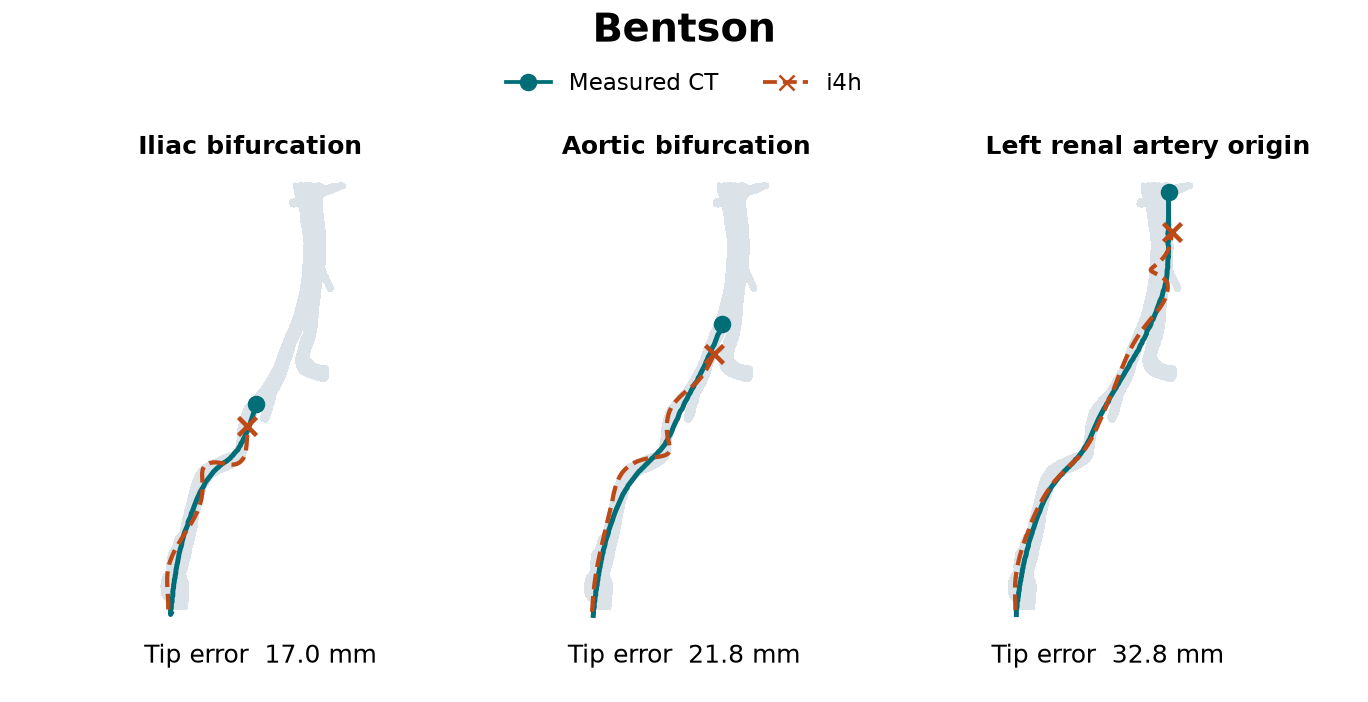 Bentson
Measured CT i4h
Iliac bifurcation
Aortic bifurcation
Left renal artery origin
Tip error 17.0 mm
Tip error 21.8 mm
Tip error 32.8 mm